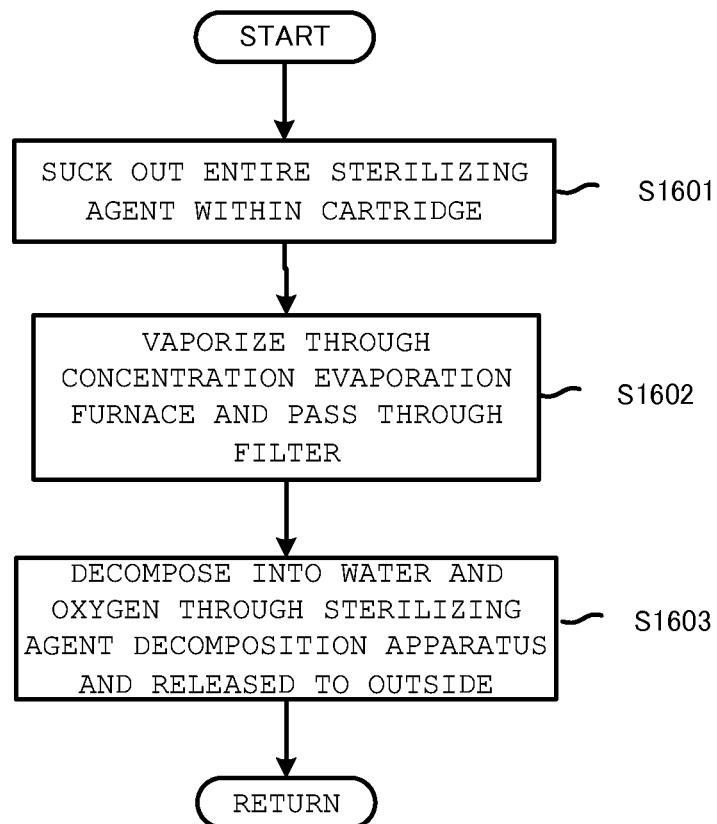 START
SUCK OUT ENTIRE STERILIZING
AGENT WITHIN CARTRIDGE
S1601
VAPORIZE THROUGH
CONCENTRATION EVAPORATION
FURNACE AND PASS THROUGH
FILTER
S1602
DECOMPOSE INTO WATER AND
OXYGEN THROUGH STERILIZING
AGENT DECOMPOSITION APPARATUS
AND RELEASED TO OUTSIDE
S1603
RETURN